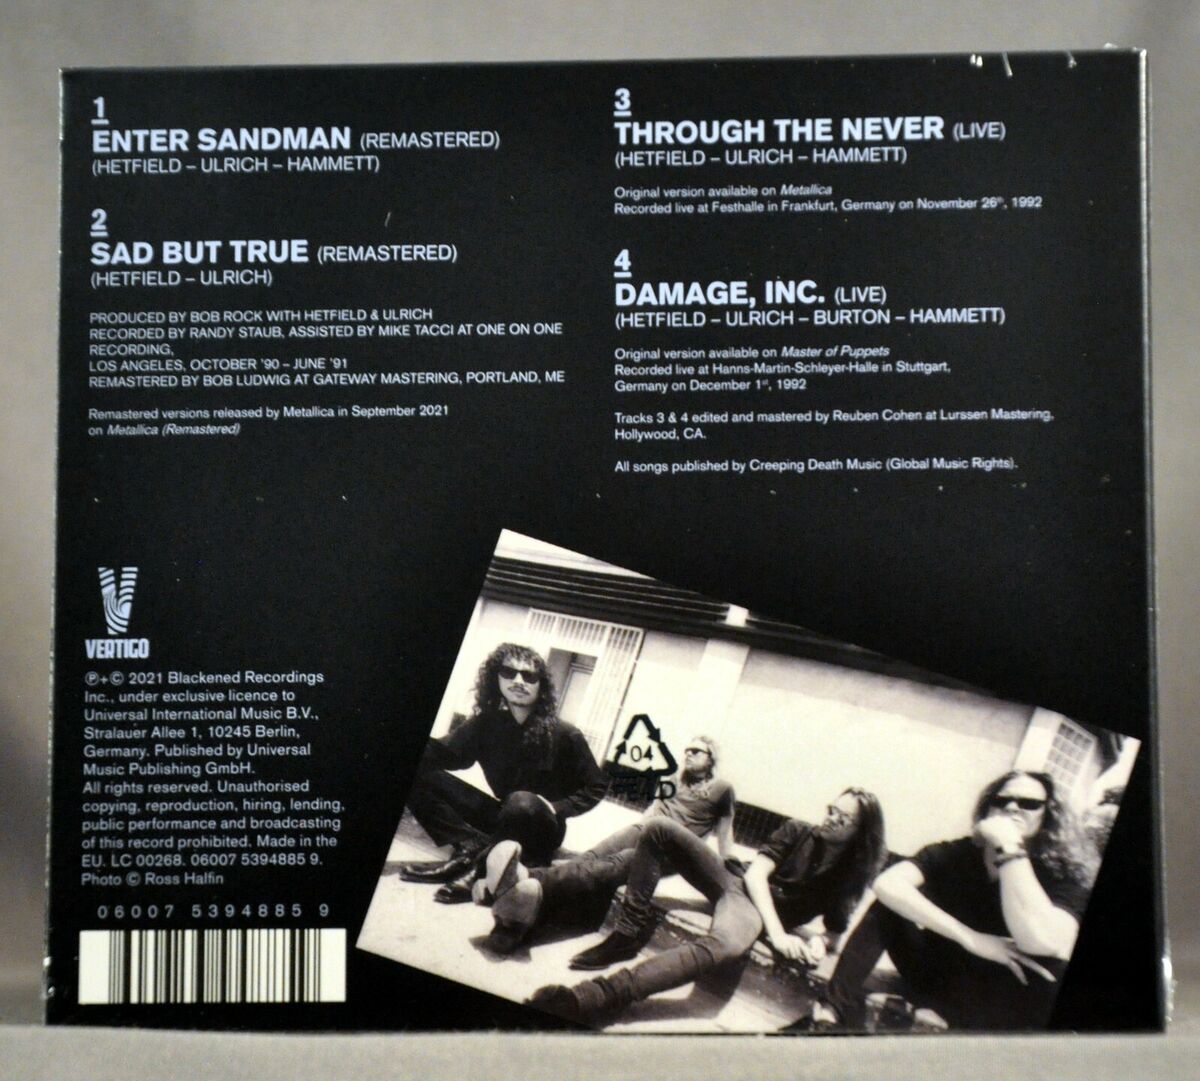 1
ENTER SANDMAN (REMASTERED)
(HETFIELD – ULRICH – HAMMETT)
2
SAD BUT TRUE (REMASTERED)
(HETFIELD – ULRICH)
PRODUCED BY BOB ROCK WITH HETFIELD & ULRICH
RECORDED BY RANDY STAUB, ASSISTED BY MIKE TACCI AT ONE ON ONE
RECORDING,
LOS ANGELES, OCTOBER '90 – JUNE '91
REMASTERED BY BOB LUDWIG AT GATEWAY MASTERING, PORTLAND, ME
Remastered versions released by Metallica in September 2021
on Metallica (Remastered)
3
THROUGH THE NEVER (LIVE)
(HETFIELD – ULRICH – HAMMETT)
Original version available on Metallica
Recorded live at Festhalle in Frankfurt, Germany on November 26th, 1992
4
DAMAGE, INC. (LIVE)
(HETFIELD – ULRICH – BURTON – HAMMETT)
Original version available on Master of Puppets
Recorded live at Hanns-Martin-Schleyer-Halle in Stuttgart,
Germany on December 1st, 1992
Tracks 3 & 4 edited and mastered by Reuben Cohen at Lurssen Mastering,
Hollywood, CA.
All songs published by Creeping Death Music (Global Music Rights).
VERTIGO
℗+© 2021 Blackened Recordings
Inc., under exclusive licence to
Universal International Music B.V.,
Stralauer Allee 1, 10245 Berlin,
Germany. Published by Universal
Music Publishing GmbH.
All rights reserved. Unauthorised
copying, reproduction, hiring, lending,
public performance and broadcasting
of this record prohibited. Made in the
EU. LC 00268. 06007 5394885 9.
Photo © Ross Halfin
06007 5394885 9
04